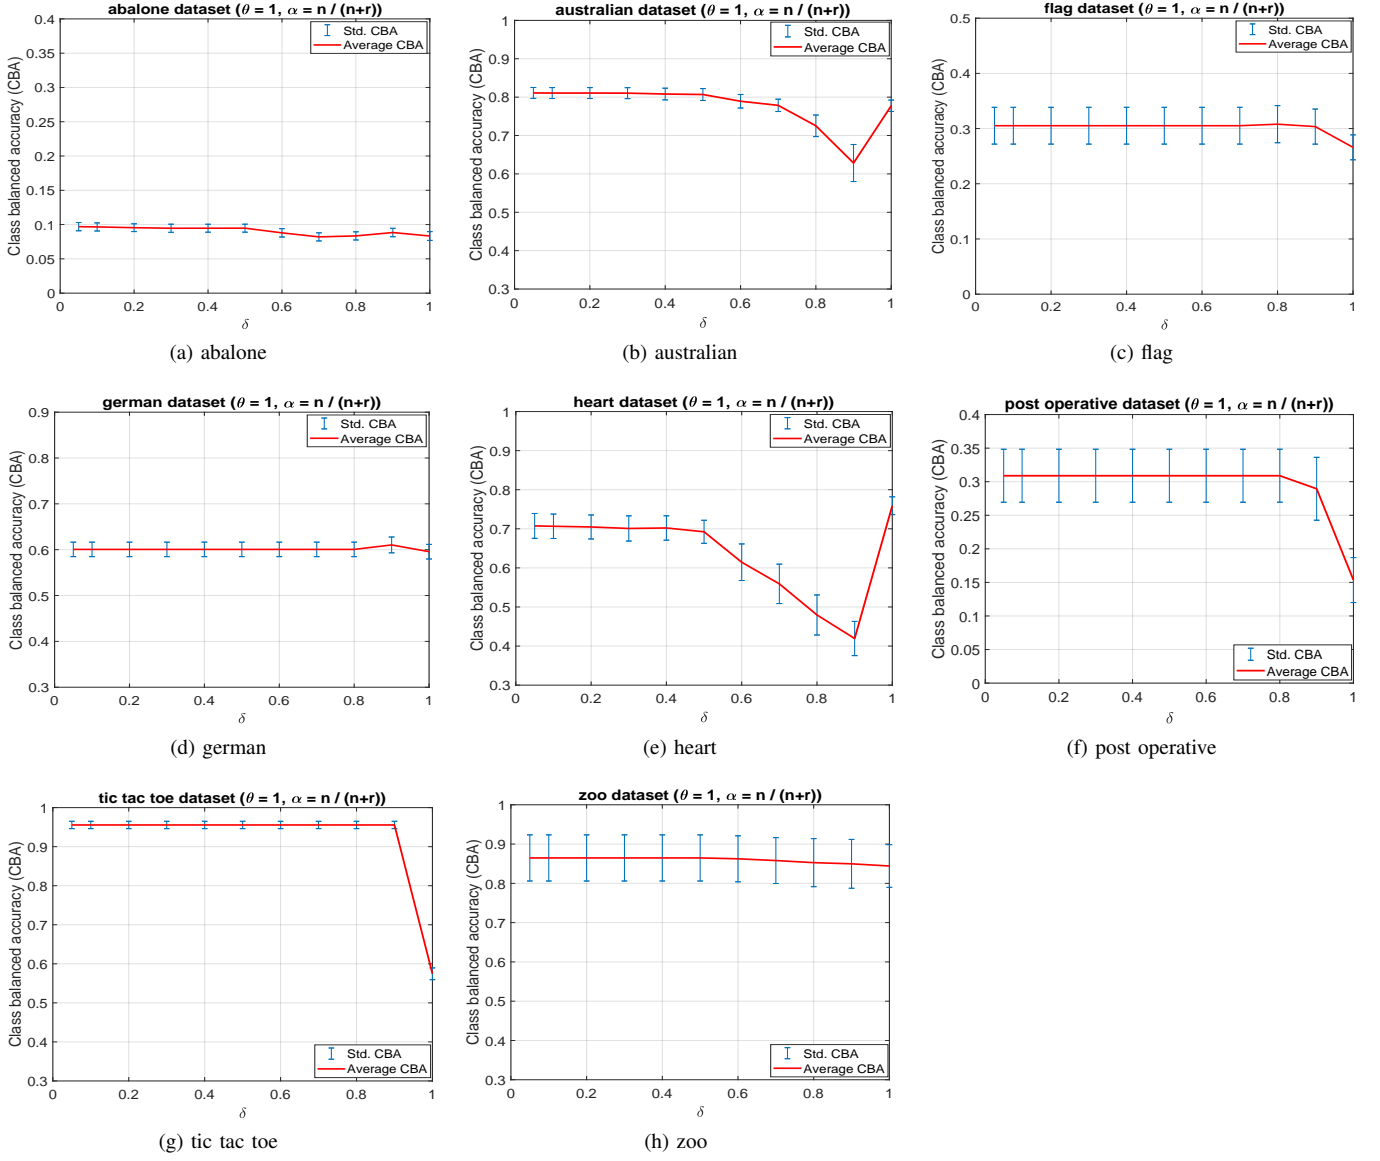 abalone dataset (θ = 1, α = n / (n+r))
0.4
0.35
0.3
0.25
0.2
0.15
0.1
0.05
0
Class balanced accuracy (CBA)
Std. CBA
Average CBA
0 0.2 0.4 0.6 0.8 1
δ
(a) abalone
australian dataset (θ = 1, α = n / (n+r))
1
0.9
0.8
0.7
0.6
0.5
0.4
0.3
Class balanced accuracy (CBA)
Std. CBA
Average CBA
0 0.2 0.4 0.6 0.8 1
δ
(b) australian
flag dataset (θ = 1, α = n / (n+r))
0.5
0.4
0.3
0.2
0.1
0
Class balanced accuracy (CBA)
Std. CBA
Average CBA
0 0.2 0.4 0.6 0.8 1
δ
(c) flag
german dataset (θ = 1, α = n / (n+r))
0.9
0.8
0.7
0.6
0.5
0.4
0.3
Class balanced accuracy (CBA)
Std. CBA
Average CBA
0 0.2 0.4 0.6 0.8 1
δ
(d) german
heart dataset (θ = 1, α = n / (n+r))
1
0.9
0.8
0.7
0.6
0.5
0.4
0.3
Class balanced accuracy (CBA)
Std. CBA
Average CBA
0 0.2 0.4 0.6 0.8 1
δ
(e) heart
post operative dataset (θ = 1, α = n / (n+r))
0.4
0.35
0.3
0.25
0.2
0.15
0.1
0.05
0
Class balanced accuracy (CBA)
Std. CBA
Average CBA
0 0.2 0.4 0.6 0.8 1
δ
(f) post operative
tic tac toe dataset (θ = 1, α = n / (n+r))
1
0.9
0.8
0.7
0.6
0.5
0.4
0.3
Class balanced accuracy (CBA)
Std. CBA
Average CBA
0 0.2 0.4 0.6 0.8 1
δ
(g) tic tac toe
zoo dataset (θ = 1, α = n / (n+r))
1
0.9
0.8
0.7
0.6
0.5
0.4
0.3
Class balanced accuracy (CBA)
Std. CBA
Average CBA
0 0.2 0.4 0.6 0.8 1
δ
(h) zoo